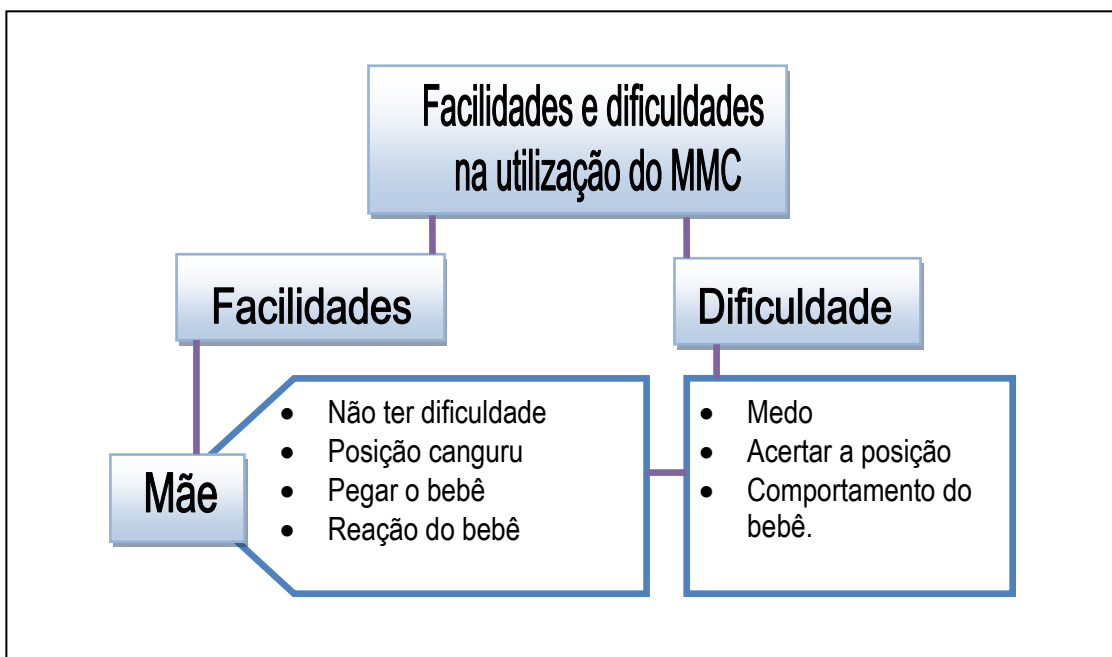 Facilidades e dificuldades
na utilização do MMC
Facilidades
Dificuldade
Mãe
• Não ter dificuldade
• Posição canguru
• Pegar o bebê
• Reação do bebê
• Medo
• Acertar a posição
• Comportamento do
bebê.